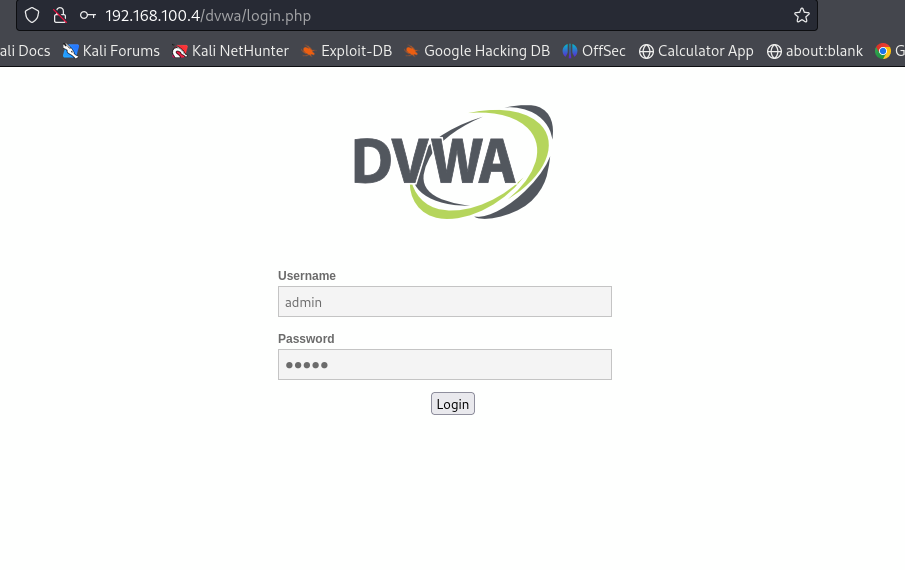 192.168.100.4/dvwa/login.php
ali Docs Kali Forums Kali NetHunter Exploit-DB Google Hacking DB OffSec Calculator App about:blank G
DVWA
Username
admin
Password
●●●●●
Login